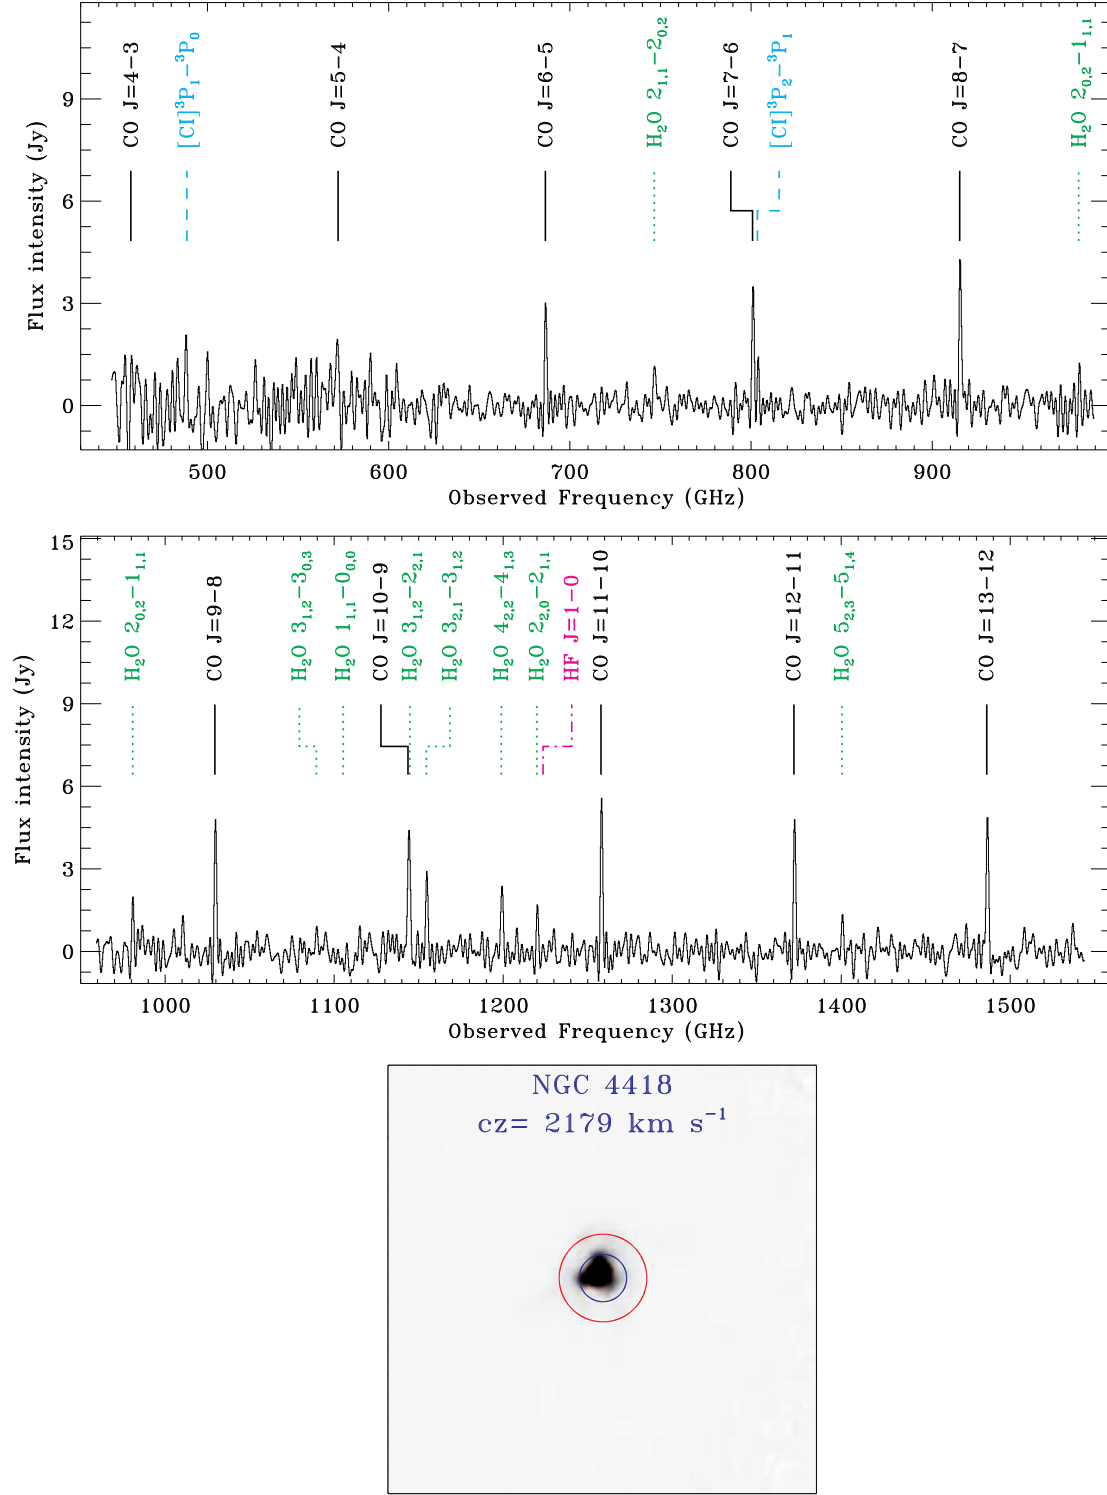 CO J=4−3
[CI]³P₁−³P₀
CO J=5−4
CO J=6−5
H₂O 2₁,₁−2₀,₂
CO J=7−6
[CI]³P₂−³P₁
CO J=8−7
H₂O 2₀,₂−1₁,₁
Flux intensity (Jy)
9
6
3
0
500 600 700 800 900
Observed Frequency (GHz)
H₂O 2₀,₂−1₁,₁
CO J=9−8
H₂O 3₁,₂−3₀,₃
H₂O 1₁,₁−0₀,₀
CO J=10−9
H₂O 3₁,₂−2₂,₁
H₂O 3₂,₁−3₁,₂
H₂O 4₂,₂−4₁,₃
H₂O 2₂,₀−2₁,₁
HF J=1−0
CO J=11−10
CO J=12−11
H₂O 5₂,₃−5₁,₄
CO J=13−12
Flux intensity (Jy)
15
12
9
6
3
0
1000 1100 1200 1300 1400 1500
Observed Frequency (GHz)
NGC 4418
cz= 2179 km s⁻¹